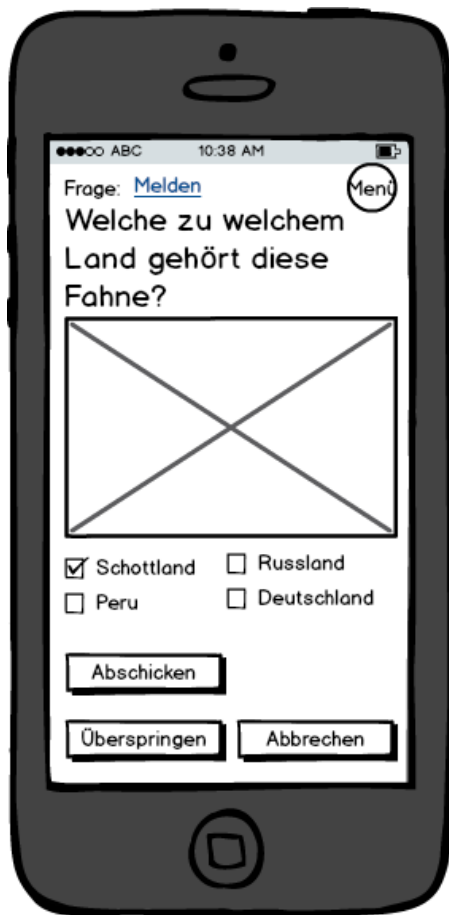 ABC 10:38 AM
Frage: Melden
Menü
Welche zu welchem
Land gehört diese
Fahne?
Schottland Russland
Peru Deutschland
Abschicken
Überspringen Abbrechen